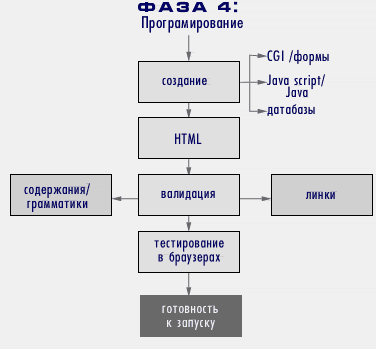 ФАЗА 4:
Програмирование
создание
CGI /формы
Java script/
Java
датабазы
HTML
содержания/
грамматики
валидация
линки
тестирование
в браузерах
готовность
к запуску